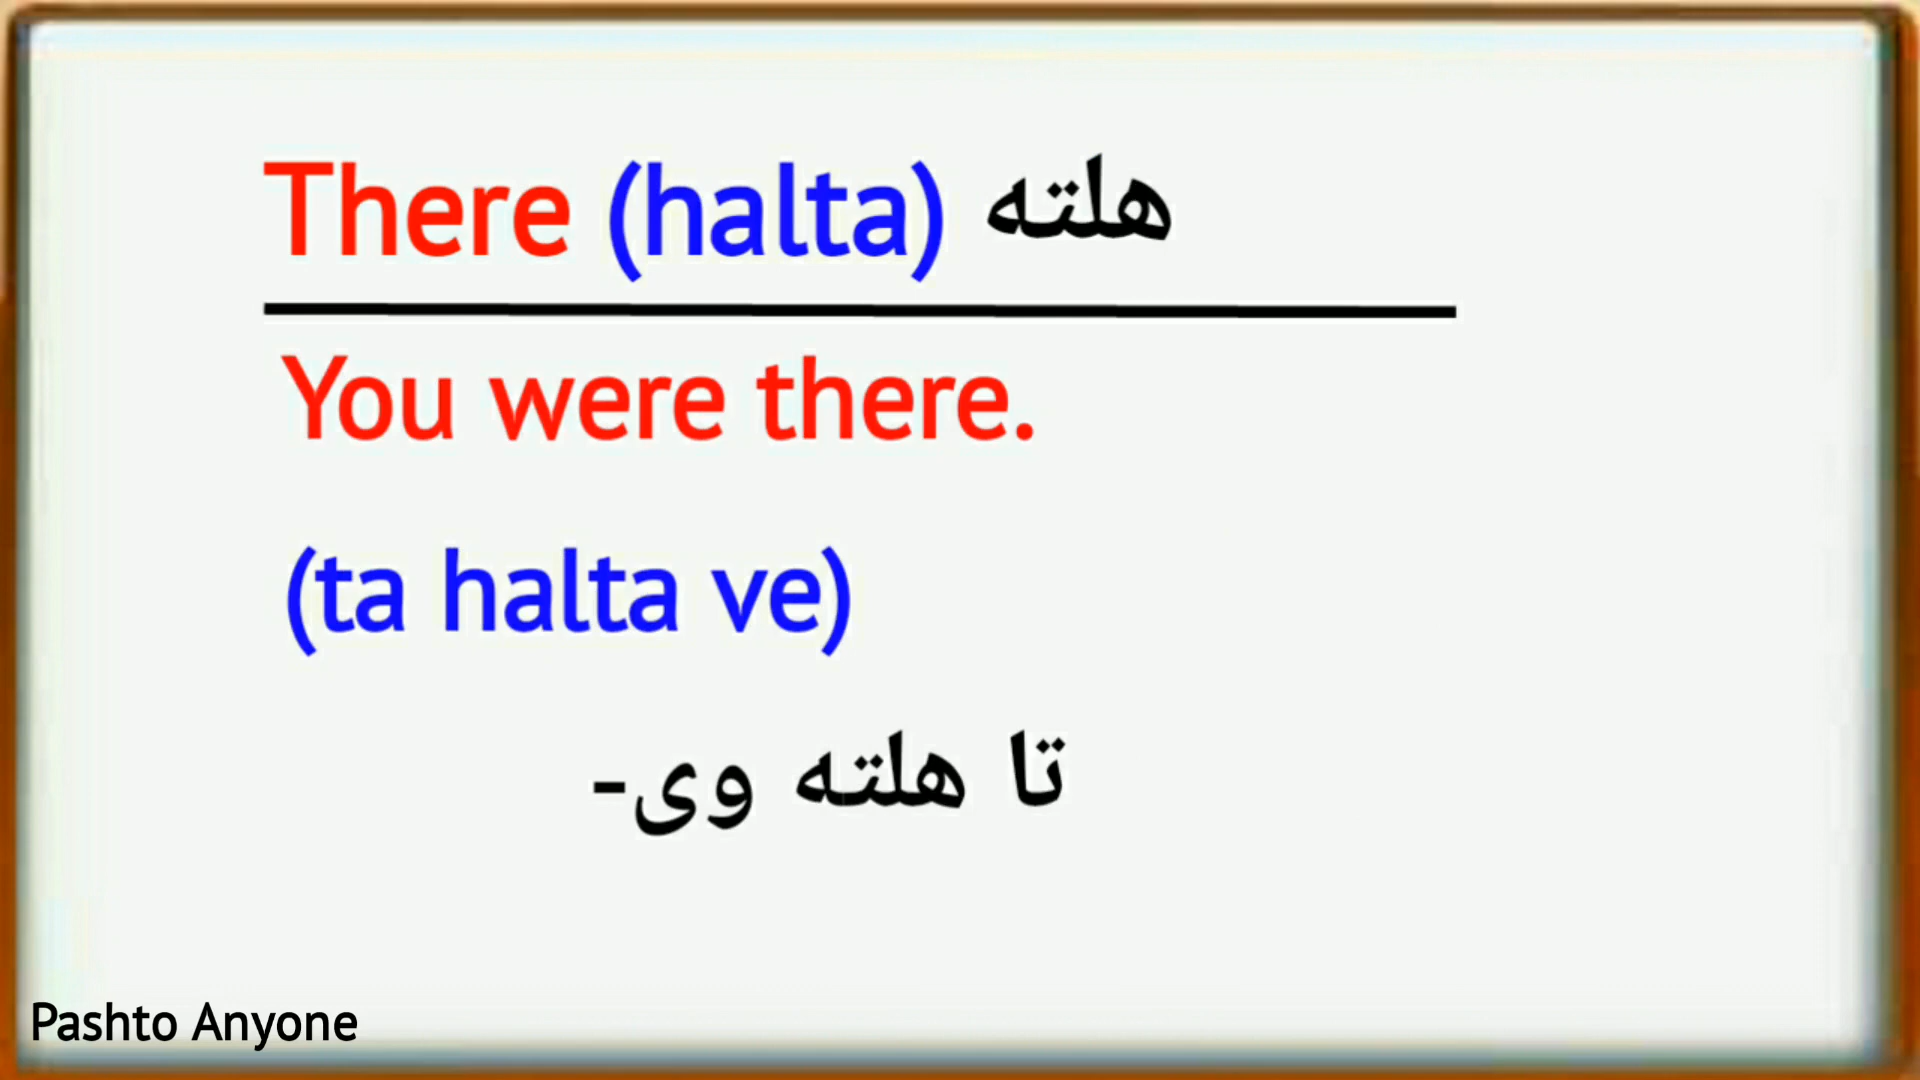 There (halta) هلته
You were there.
(ta halta ve)
تا هلته وی-
Pashto Anyone